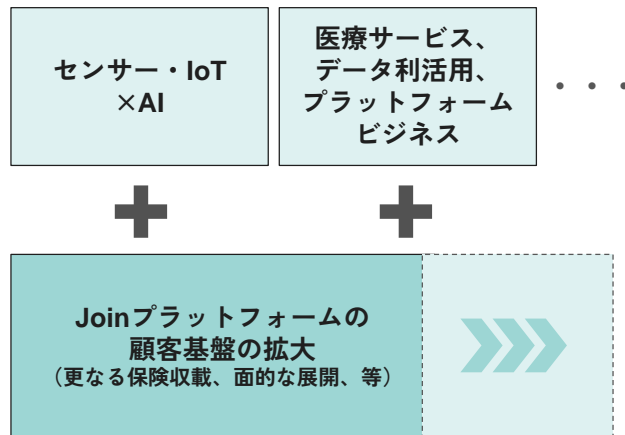 センサー・IoT
×AI
医療サービス、
データ利活用、
プラットフォーム
ビジネス
・・・
Joinプラットフォームの
顧客基盤の拡大
（更なる保険収載、面的な展開、等）